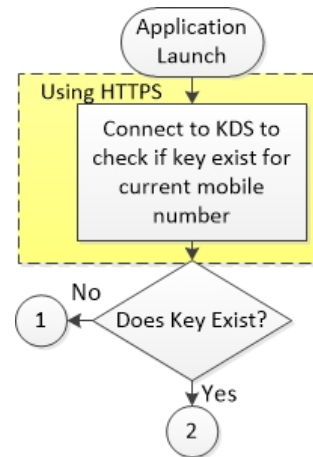 Application
Launch
Using HTTPS
Connect to KDS to
check if key exist for
current mobile
number
No
1
Does Key Exist?
Yes
2